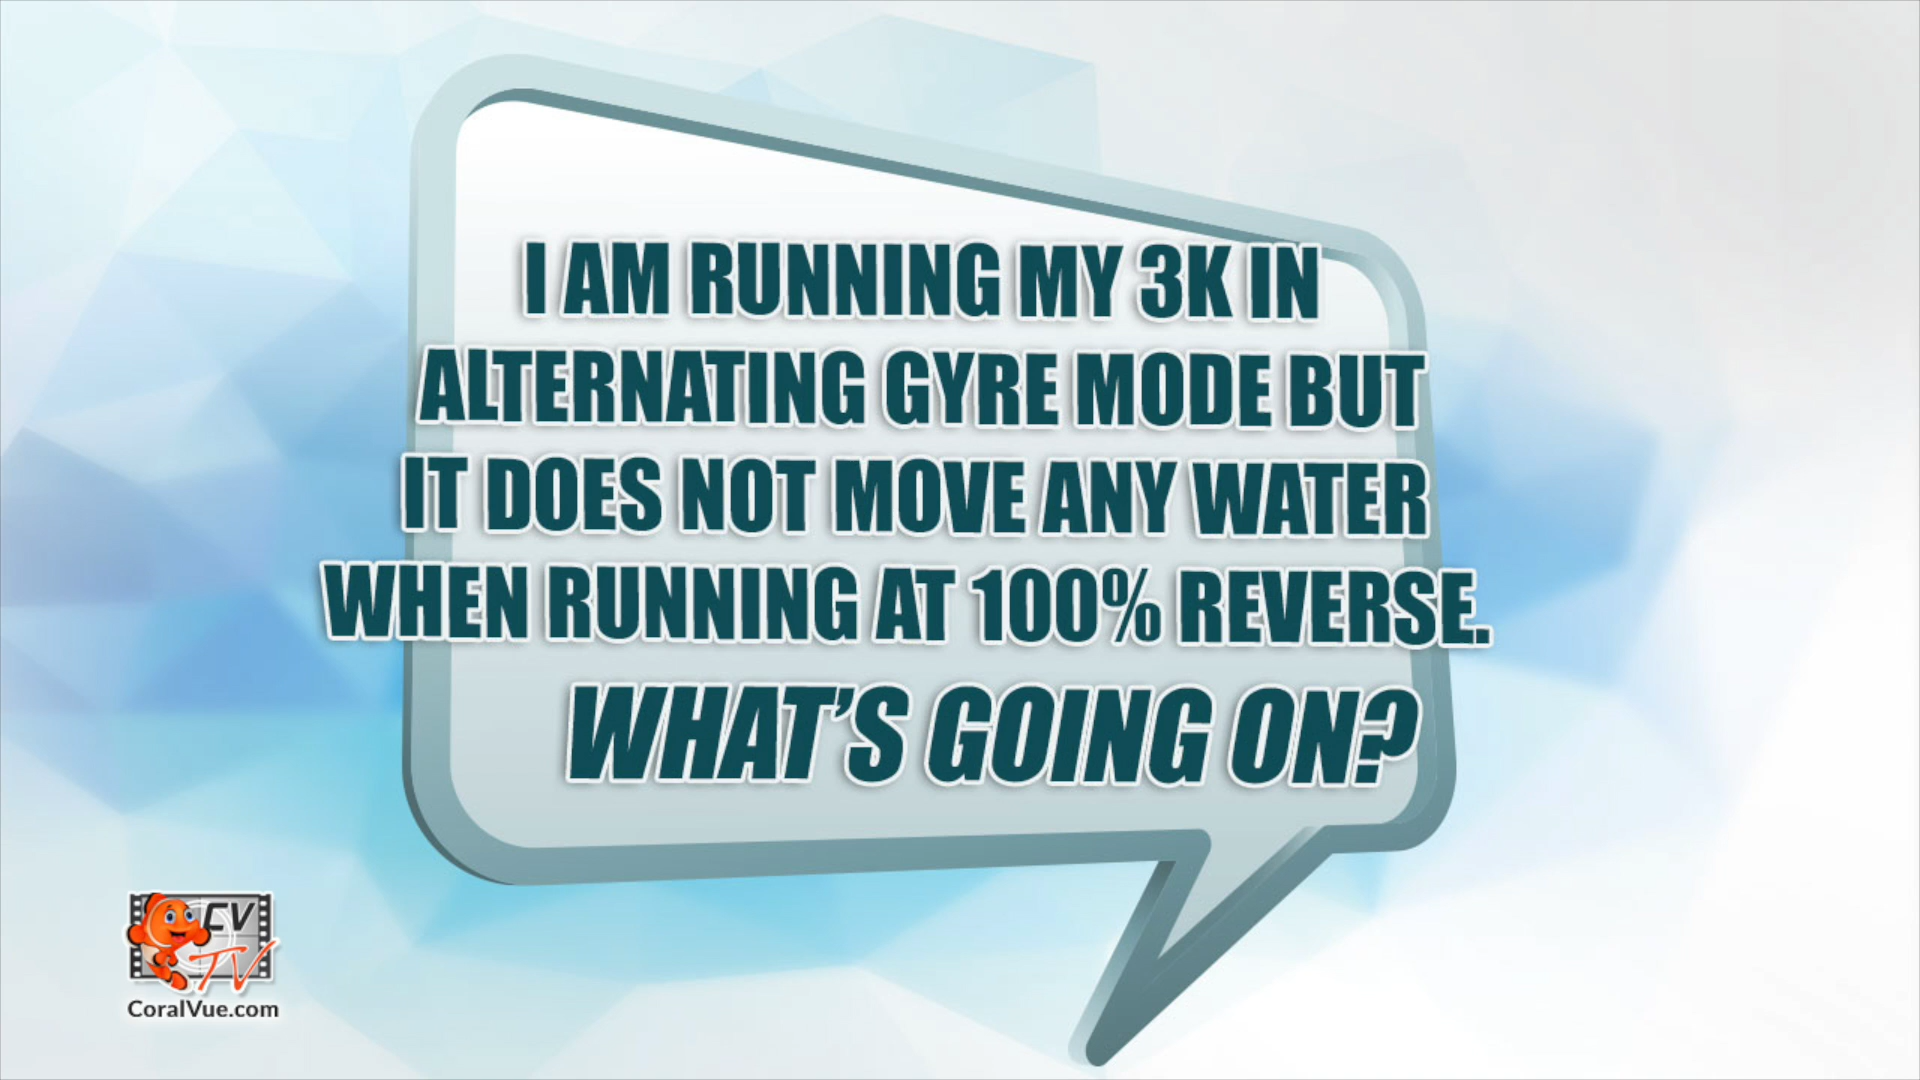 I AM RUNNING MY 3K IN
ALTERNATING GYRE MODE BUT
IT DOES NOT MOVE ANY WATER
WHEN RUNNING AT 100% REVERSE.
WHAT'S GOING ON?
CV
TV
CoralVue.com